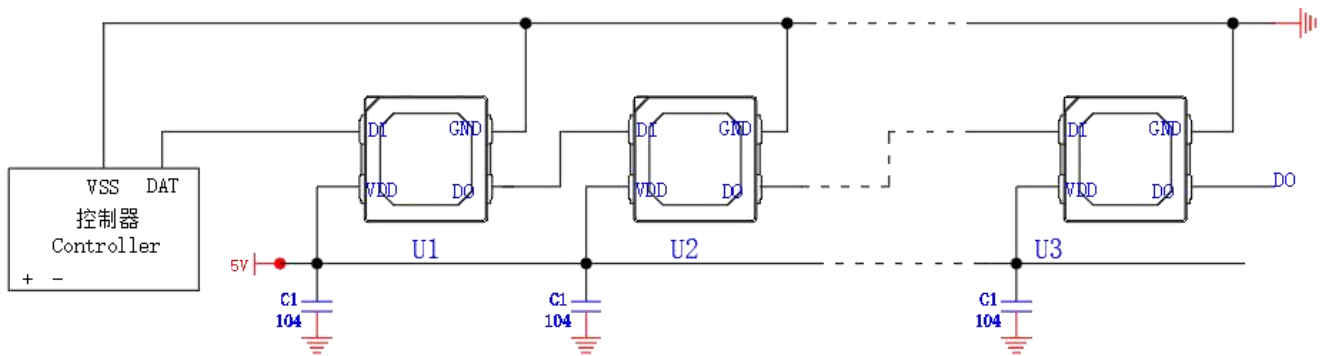 DI
GND
DI
GND
DI
GND
VSS
DAT
VDD
DO
VDD
DO
VDD
DO
DO
控制器
Controller
+ -
U1
U2
U3
5V
C1
104
C1
104
C1
104